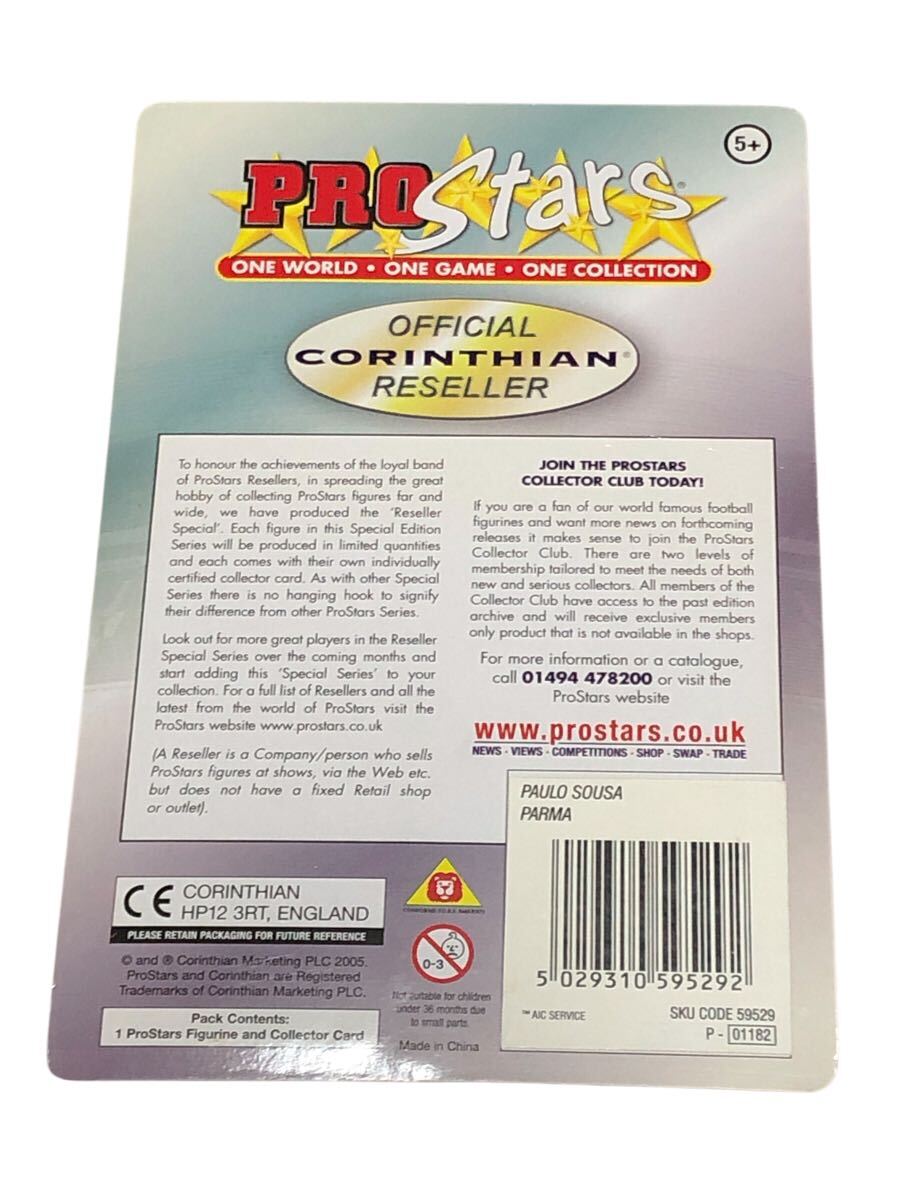 5+
PROStars®
ONE WORLD • ONE GAME • ONE COLLECTION
OFFICIAL
CORINTHIAN®
RESELLER
To honour the achievements of the loyal band
of ProStars Resellers, in spreading the great
hobby of collecting ProStars figures far and
wide, we have produced the 'Reseller
Special'. Each figure in this Special Edition
Series will be produced in limited quantities
and each comes with their own individually
certified collector card. As with other Special
Series there is no hanging hook to signify
their difference from other ProStars Series.
Look out for more great players in the Reseller
Special Series over the coming months and
start adding this 'Special Series' to your
collection. For a full list of Resellers and all the
latest from the world of ProStars visit the
ProStars website www.prostars.co.uk
(A Reseller is a Company/person who sells
ProStars figures at shows, via the Web etc.
but does not have a fixed Retail shop
or outlet).
JOIN THE PROSTARS
COLLECTOR CLUB TODAY!
If you are a fan of our world famous football
figurines and want more news on forthcoming
releases it makes sense to join the ProStars
Collector Club. There are two levels of
membership tailored to meet the needs of both
new and serious collectors. All members of the
Collector Club have access to the past edition
archive and will receive exclusive members
only product that is not available in the shops.
For more information or a catalogue,
call 01494 478200 or visit the
ProStars website
www.prostars.co.uk
NEWS - VIEWS - COMPETITIONS - SHOP - SWAP - TRADE
PAULO SOUSA
PARMA
5 029310 595292
™ AIC SERVICE
SKU CODE 59529
P - 01182
CE CORINTHIAN
HP12 3RT, ENGLAND
PLEASE RETAIN PACKAGING FOR FUTURE REFERENCE
© and ® Corinthian Marketing PLC 2005.
ProStars and Corinthian are Registered
Trademarks of Corinthian Marketing PLC.
Pack Contents:
1 ProStars Figurine and Collector Card
0-3
Not suitable for children
under 36 months due
to small parts
Made in China